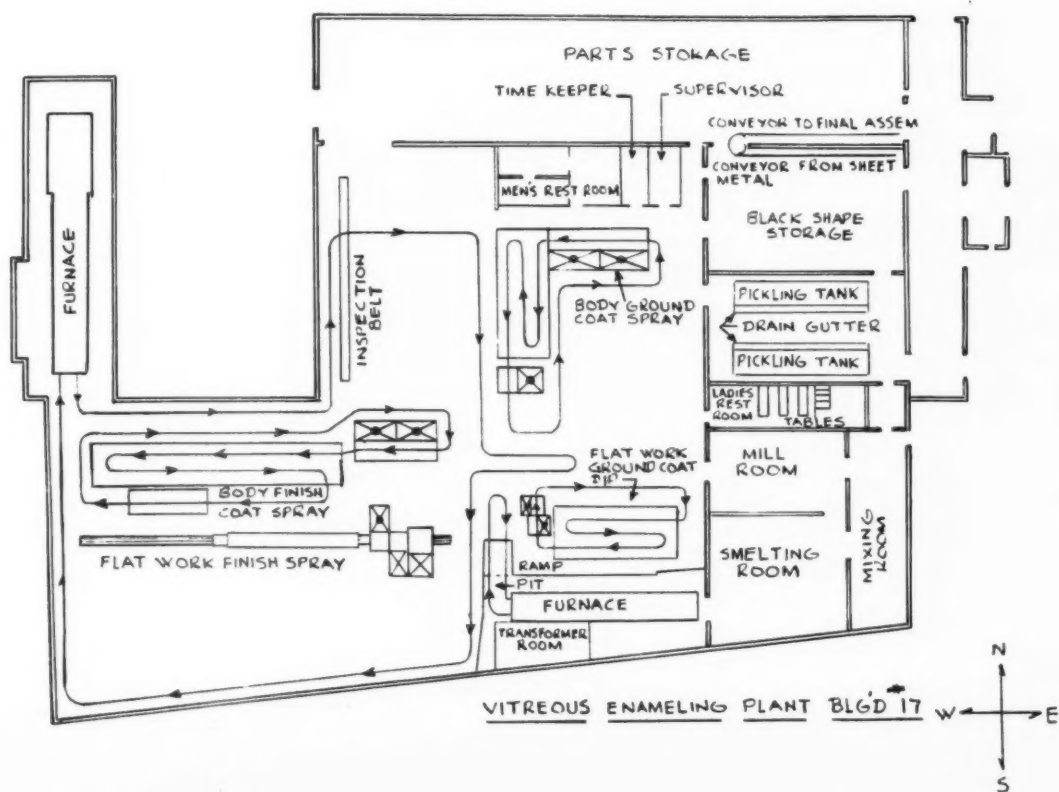 PARTS STORAGE
TIME KEEPER
SUPERVISOR
CONVEYOR TO FINAL ASSEM
CONVEYOR FROM SHEET
METAL
MEN'S REST ROOM
BLACK SHAPE
STORAGE
FURNACE
INSPECTION
BELT
BODY GROUND
COAT SPRAY
PICKLING TANK
DRAIN GUTTER
PICKLING TANK
LADIES
REST
ROOM
TABLES
FLAT WORK
GROUND COAT
DIP
MILL
ROOM
BODY FINISH
COAT SPRAY
FLAT WORK FINISH SPRAY
SMELTING
ROOM
MIXING
ROOM
RAMP
PIT
FURNACE
TRANSFORMER
ROOM
VITREOUS ENAMELING PLANT BLG'D #17
N
W
E
S